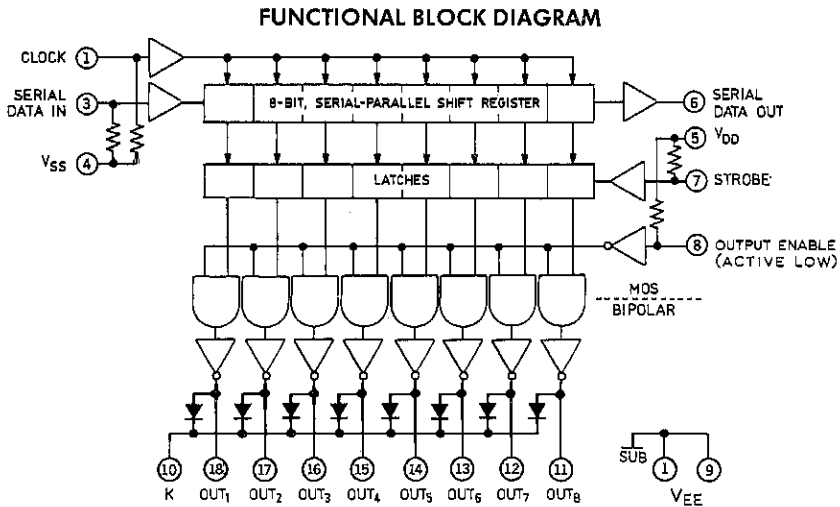 FUNCTIONAL BLOCK DIAGRAM
CLOCK 1
SERIAL DATA IN 3
8-BIT, SERIAL-PARALLEL SHIFT REGISTER
6 SERIAL DATA OUT
VSS 4
5 VDD
LATCHES
7 STROBE
8 OUTPUT ENABLE
(ACTIVE LOW)
MOS
BIPOLAR
10 18 17 16 15 14 13 12 11
K OUT1 OUT2 OUT3 OUT4 OUT5 OUT6 OUT7 OUT8
SUB
1 9
VEE